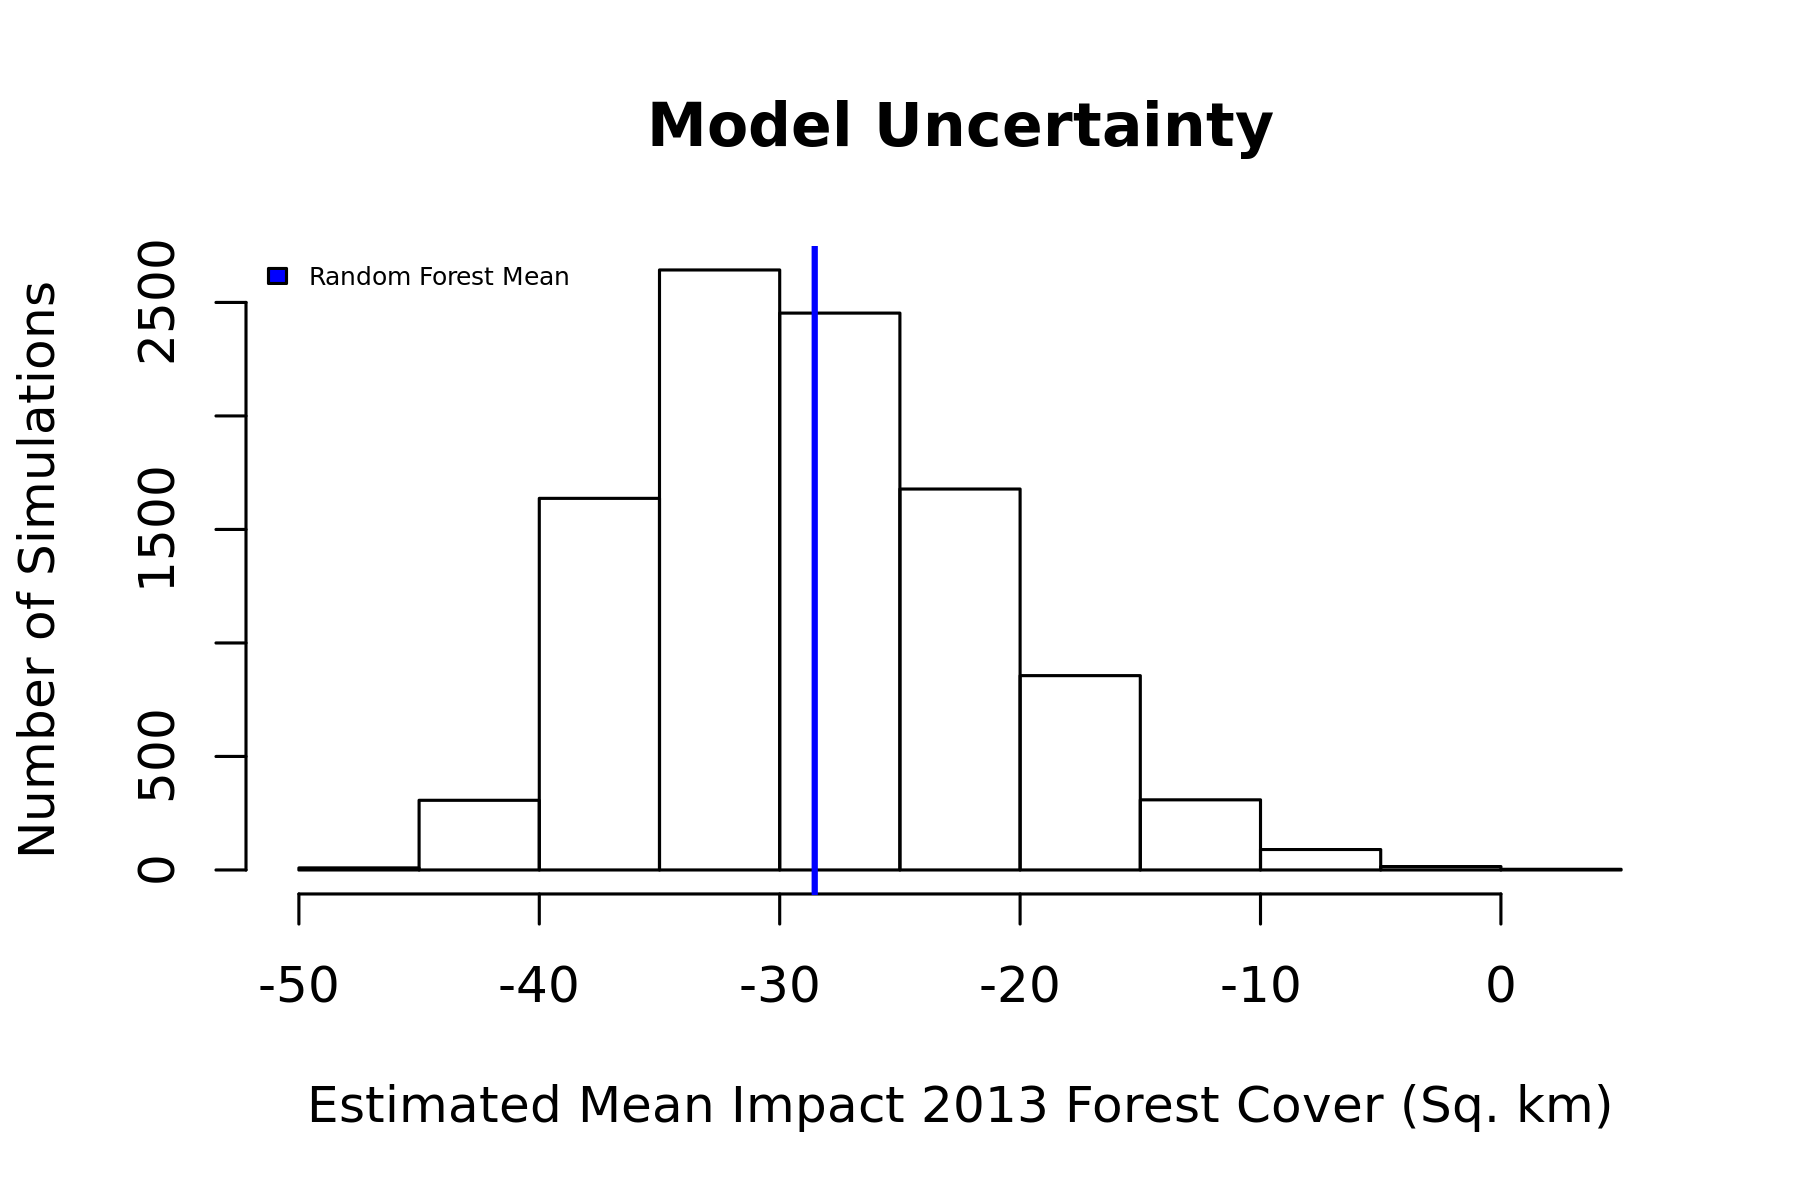 Model Uncertainty
Random Forest Mean
Number of Simulations
2500
1500
500
0
-50 -40 -30 -20 -10 0
Estimated Mean Impact 2013 Forest Cover (Sq. km)